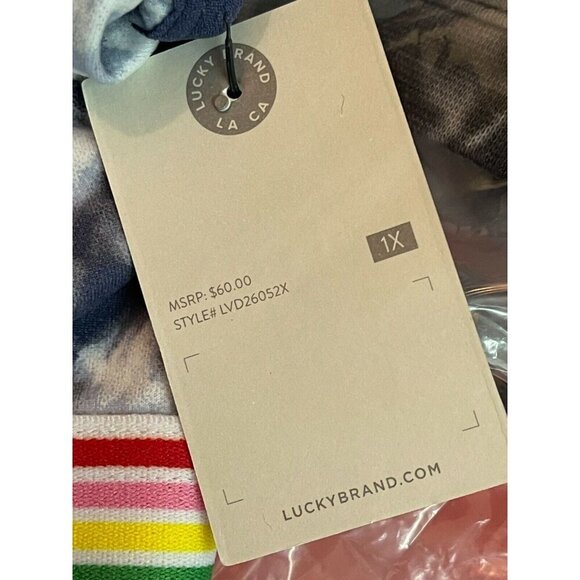 LUCKY BRAND
LA CA
1X
MSRP: $60.00
STYLE# LVD26052X
LUCKYBRAND.COM